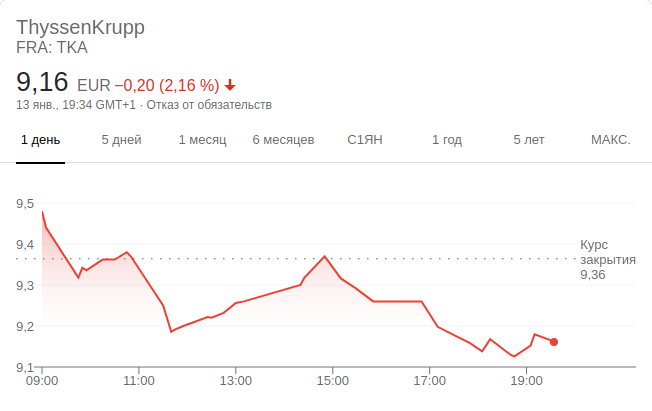 ThyssenKrupp
FRA: TKA
9,16 EUR −0,20 (2,16 %)
13 янв., 19:34 GMT+1 · Отказ от обязательств
1 день 5 дней 1 месяц 6 месяцев С1ЯН 1 год 5 лет МАКС.
9,5
9,4
9,3
9,2
9,1
Курс
закрытия
9,36
09:00 11:00 13:00 15:00 17:00 19:00